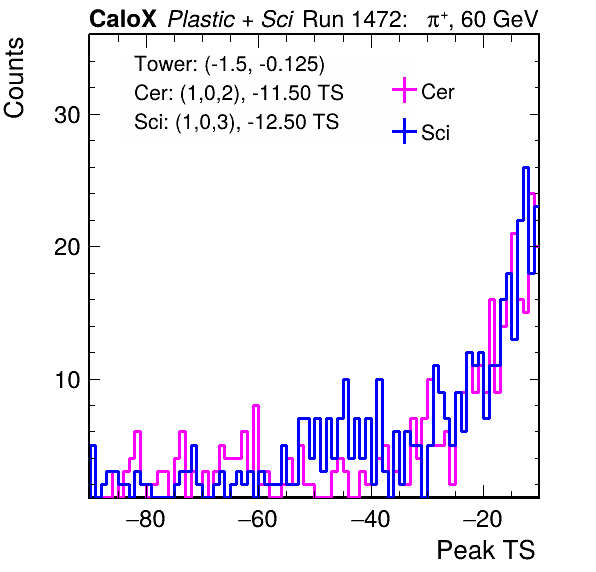 CaloX Plastic + Sci Run 1472: π⁺, 60 GeV
Counts
Tower: (-1.5, -0.125)
Cer: (1,0,2), -11.50 TS
Sci: (1,0,3), -12.50 TS
Cer
Sci
30
20
10
−80 −60 −40 −20
Peak TS